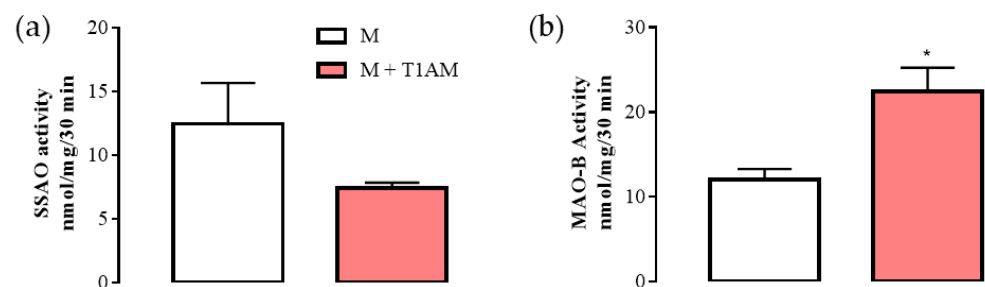 (a)
SSAO activity
nmol/mg/30 min
20
15
10
5
0
M
M + T1AM
(b)
MAO-B Activity
nmol/mg/30 min
30
20
10
0
*